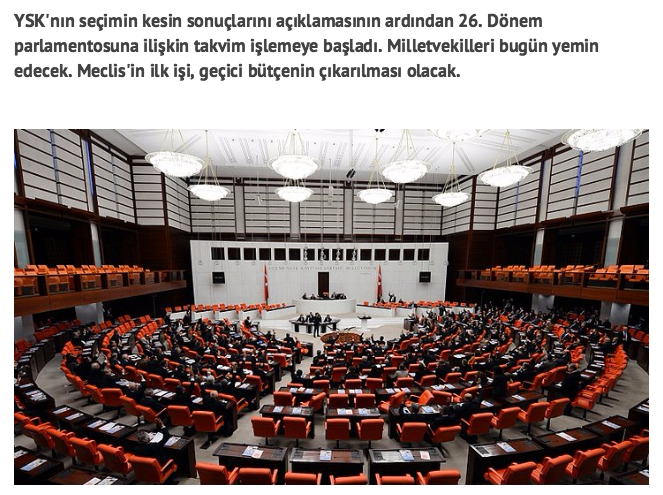 YSK'nın seçimin kesin sonuçlarını açıklamasının ardından 26. Dönem
parlamentosuna ilişkin takvim işlemeye başladı. Milletvekilleri bugün yemin
edecek. Meclis'in ilk işi, geçici bütçenin çıkarılması olacak.